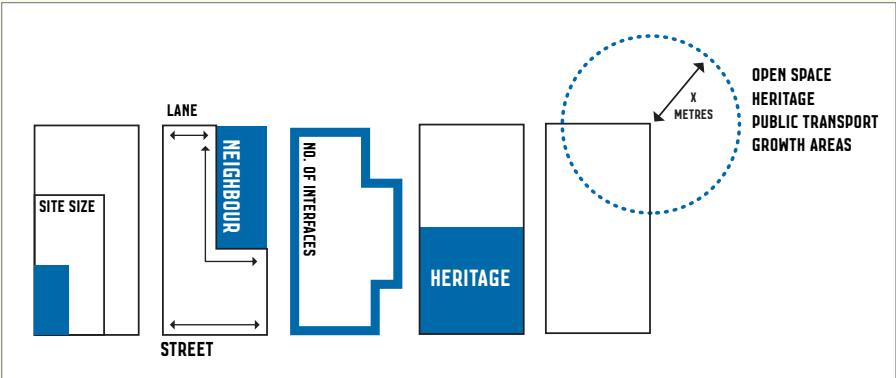 SITE SIZE
LANE
NEIGHBOUR
STREET
NO. OF INTERFACES
HERITAGE
X
METRES
OPEN SPACE
HERITAGE
PUBLIC TRANSPORT
GROWTH AREAS